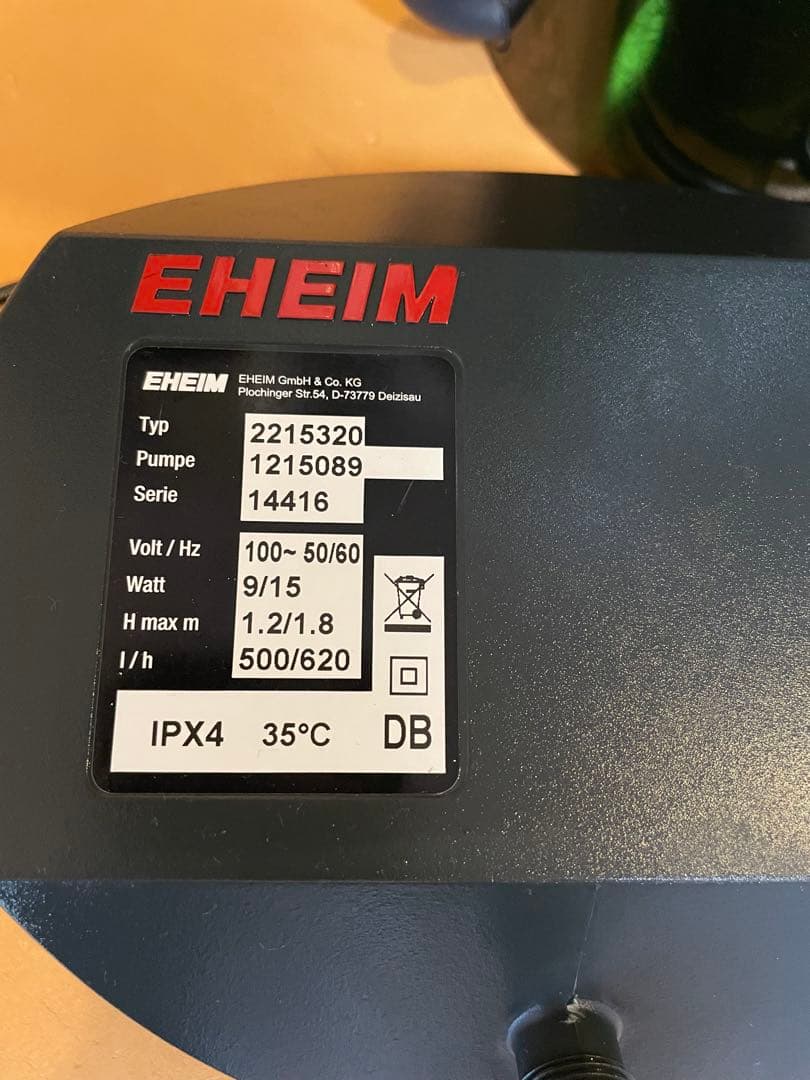 EHEIM
EHEIM EHEIM GmbH & Co. KG
Plochinger Str.54, D-73779 Deizisau
Typ 2215320
Pumpe 1215089
Serie 14416
Volt / Hz 100~ 50/60
Watt 9/15
H max m 1.2/1.8
l/h 500/620
IPX4 35°C DB